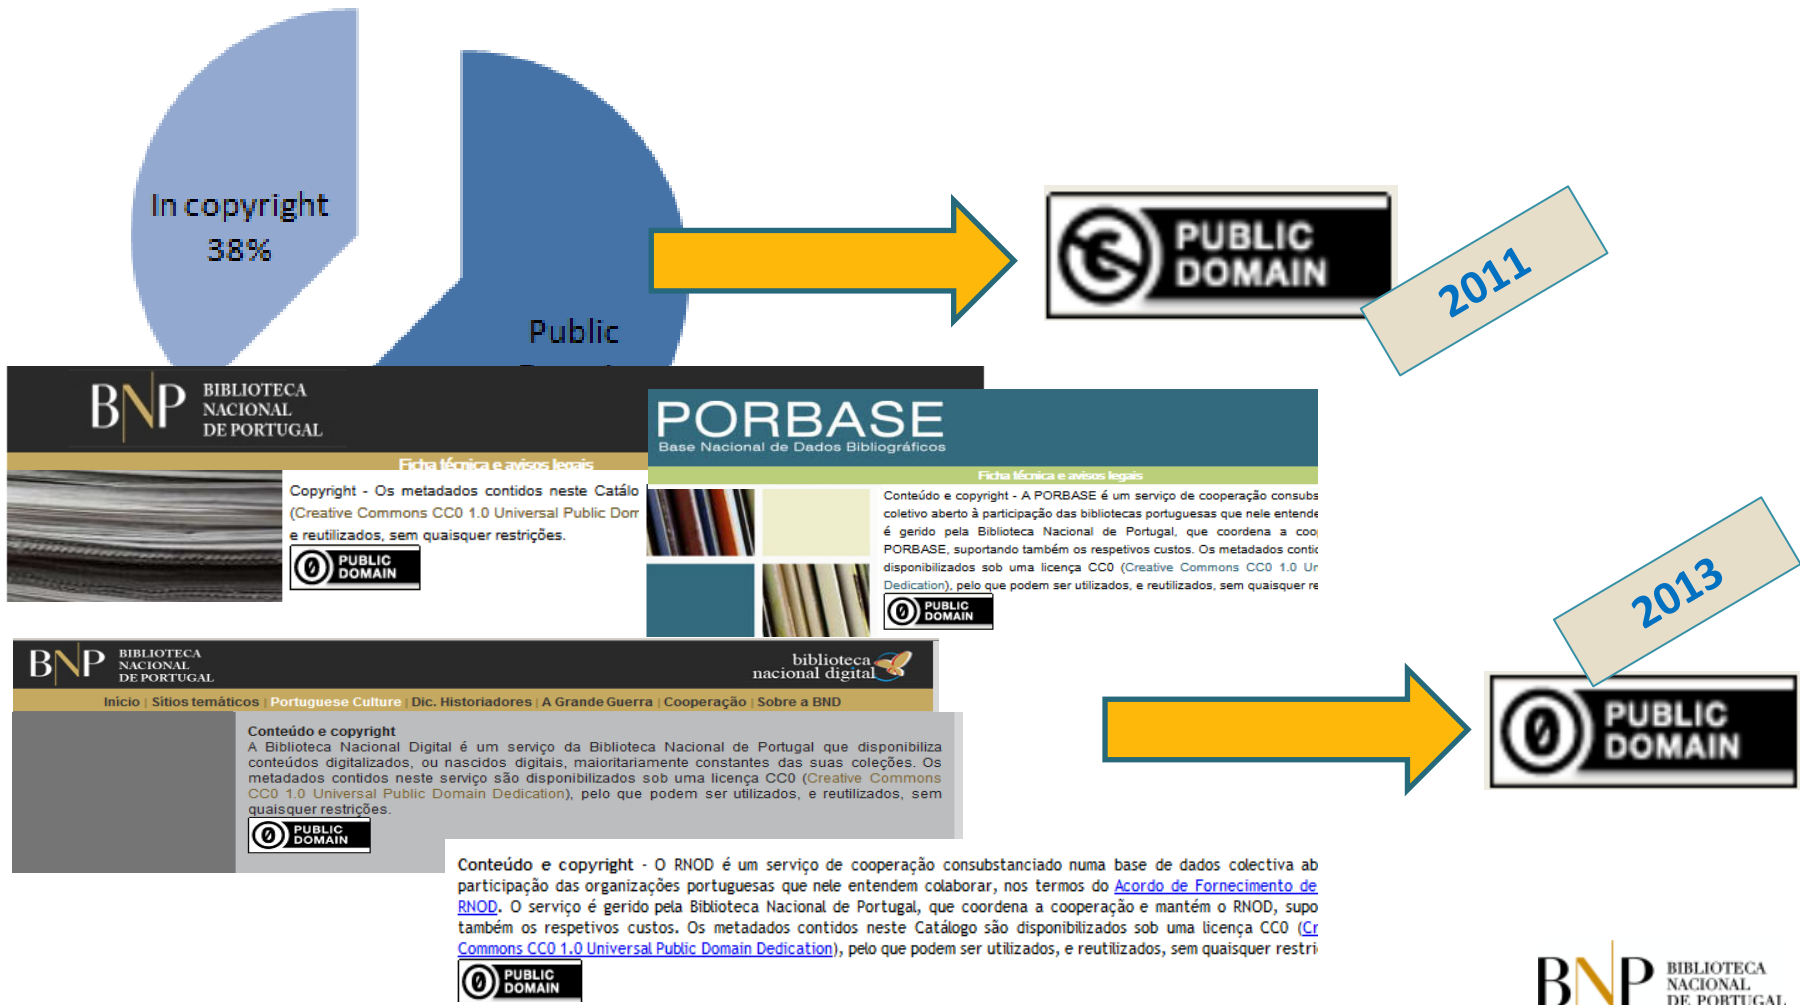 In copyright
38%
Public
PUBLIC
DOMAIN
2011
BNP
BIBLIOTECA
NACIONAL
DE PORTUGAL
Ficha técnica e avisos legais
Copyright - Os metadados contidos neste Catálo
(Creative Commons CC0 1.0 Universal Public Dom
e reutilizados, sem quaisquer restrições.
PUBLIC
DOMAIN
PORBASE
Base Nacional de Dados Bibliográficos
Ficha técnica e avisos legais
Conteúdo e copyright - A PORBASE é um serviço de cooperação consubs
coletivo aberto à participação das bibliotecas portuguesas que nele entende
é gerido pela Biblioteca Nacional de Portugal, que coordena a coop
PORBASE, suportando também os respetivos custos. Os metadados contid
disponibilizados sob uma licença CC0 (Creative Commons CC0 1.0 Un
Dedication), pelo que podem ser utilizados, e reutilizados, sem quaisquer re
PUBLIC
DOMAIN
2013
PUBLIC
DOMAIN
BNP
BIBLIOTECA
NACIONAL
DE PORTUGAL
biblioteca
nacional digital
Início | Sítios temáticos | Portuguese Culture | Dic. Historiadores | A Grande Guerra | Cooperação | Sobre a BND
Conteúdo e copyright
A Biblioteca Nacional Digital é um serviço da Biblioteca Nacional de Portugal que disponibiliza
conteúdos digitalizados, ou nascidos digitais, maioritariamente constantes das suas coleções. Os
metadados contidos neste serviço são disponibilizados sob uma licença CC0 (Creative Commons
CC0 1.0 Universal Public Domain Dedication), pelo que podem ser utilizados, e reutilizados, sem
quaisquer restrições.
PUBLIC
DOMAIN
Conteúdo e copyright - O RNOD é um serviço de cooperação consubstanciado numa base de dados colectiva ab
participação das organizações portuguesas que nele entendem colaborar, nos termos do Acordo de Fornecimento de
RNOD. O serviço é gerido pela Biblioteca Nacional de Portugal, que coordena a cooperação e mantém o RNOD, supo
também os respetivos custos. Os metadados contidos neste Catálogo são disponibilizados sob uma licença CC0 (Cr
Commons CC0 1.0 Universal Public Domain Dedication), pelo que podem ser utilizados, e reutilizados, sem quaisquer restri
PUBLIC
DOMAIN
BNP
BIBLIOTECA
NACIONAL
DE PORTUGAL